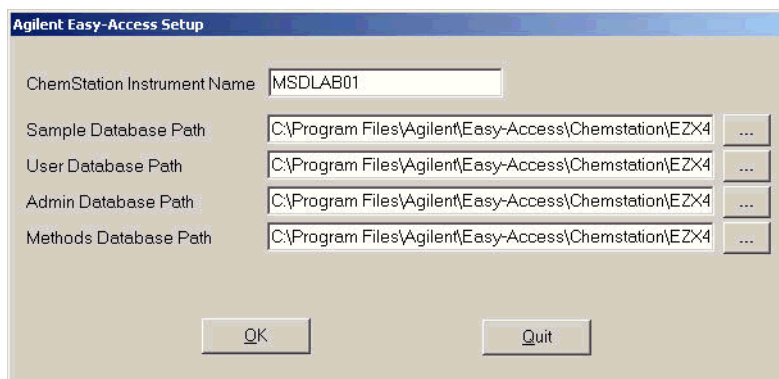 Agilent Easy-Access Setup
ChemStation Instrument Name MSDLAB01
Sample Database Path C:\Program Files\Agilent\Easy-Access\Chemstation\EZX4 ...
User Database Path C:\Program Files\Agilent\Easy-Access\Chemstation\EZX4 ...
Admin Database Path C:\Program Files\Agilent\Easy-Access\Chemstation\EZX4 ...
Methods Database Path C:\Program Files\Agilent\Easy-Access\Chemstation\EZX4 ...
OK Quit